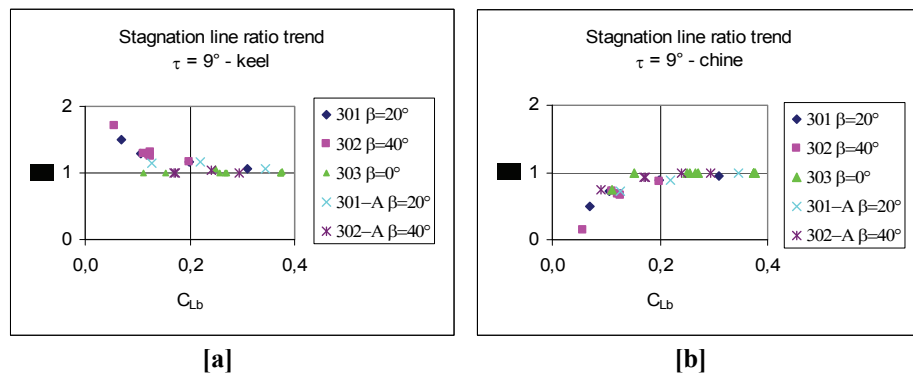 Stagnation line ratio trend
τ = 9° - keel
2
1
0
0,0 0,2 0,4
C_Lb
301 β=20°
302 β=40°
303 β=0°
301–A β=20°
302–A β=40°
[a]
Stagnation line ratio trend
τ = 9° - chine
2
1
0
0,0 0,2 0,4
C_Lb
301 β=20°
302 β=40°
303 β=0°
301–A β=20°
302–A β=40°
[b]